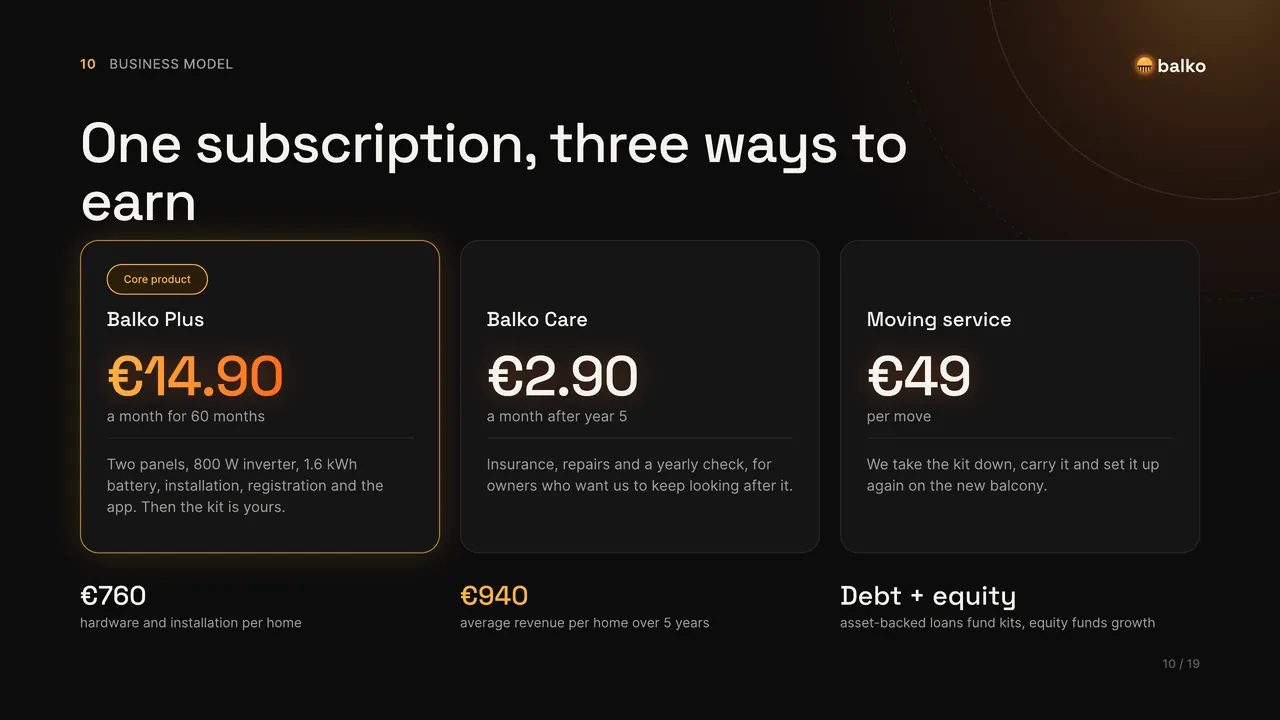 10 BUSINESS MODEL
balko
One subscription, three ways to
earn
Core product
Balko Plus
€14.90
a month for 60 months
Two panels, 800 W inverter, 1.6 kWh
battery, installation, registration and the
app. Then the kit is yours.
Balko Care
€2.90
a month after year 5
Insurance, repairs and a yearly check, for
owners who want us to keep looking after it.
Moving service
€49
per move
We take the kit down, carry it and set it up
again on the new balcony.
€760
hardware and installation per home
€940
average revenue per home over 5 years
Debt + equity
asset-backed loans fund kits, equity funds growth
10 / 19